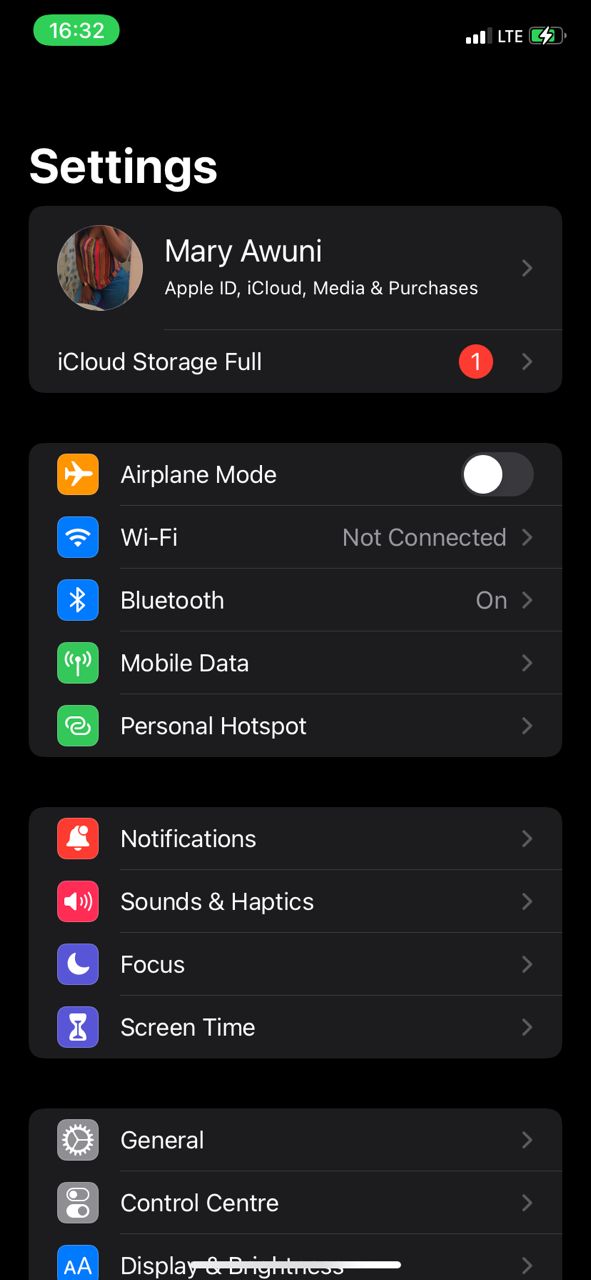 16:32
LTE
Settings
Mary Awuni
Apple ID, iCloud, Media & Purchases
iCloud Storage Full 1
Airplane Mode
Wi-Fi Not Connected
Bluetooth On
Mobile Data
Personal Hotspot
Notifications
Sounds & Haptics
Focus
Screen Time
General
Control Centre
AA Display & Brightness